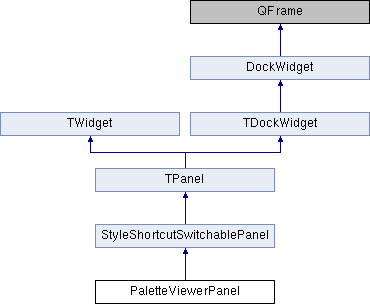 QFrame
DockWidget
TWidget
TDockWidget
TPanel
StyleShortcutSwitchablePanel
PaletteViewerPanel